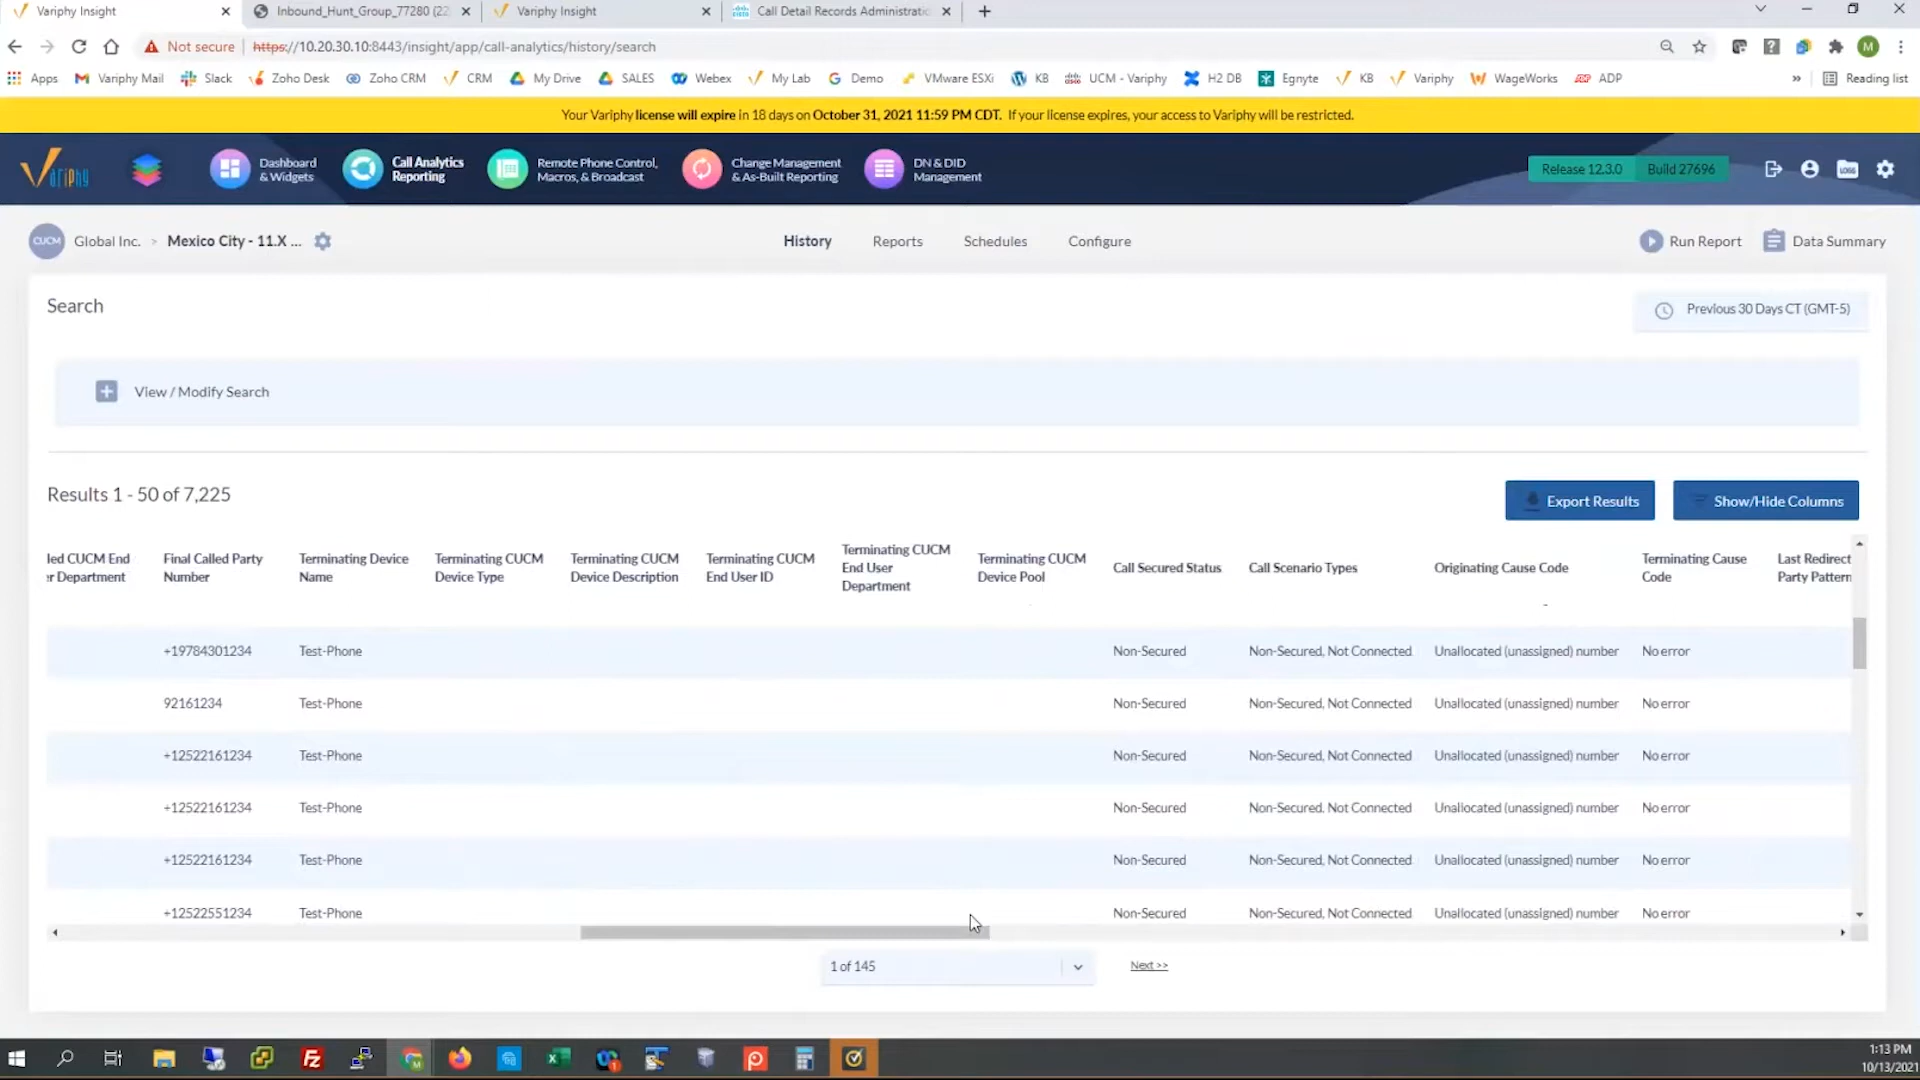 Variphy Insight
Inbound_Hunt_Group_77280 (22
Variphy Insight
Call Detail Records Administratio
Not secure
https://10.20.30.10:8443/insight/app/call-analytics/history/search
M
Apps
Variphy Mail
Slack
Zoho Desk
Zoho CRM
CRM
My Drive
SALES
Webex
My Lab
Demo
VMware ESXi
KB
UCM - Variphy
H2 DB
Egnyte
KB
Variphy
WageWorks
ADP
»
Reading list
Your Variphy license will expire in 18 days on October 31, 2021 11:59 PM CDT. If your license expires, your access to Variphy will be restricted.
Variphy
Dashboard
& Widgets
Call Analytics
Reporting
Remote Phone Control,
Macros, & Broadcast
Change Management
& As-Built Reporting
DN & DID
Management
Release 12.3.0
Build 27696
LOGS
CUCM
Global Inc. > Mexico City - 11.X ...
History
Reports
Schedules
Configure
Run Report
Data Summary
Search
Previous 30 Days CT (GMT-5)
View / Modify Search
Results 1 - 50 of 7,225
Export Results
Show/Hide Columns
led CUCM End
er Department
Final Called Party
Number
Terminating Device
Name
Terminating CUCM
Device Type
Terminating CUCM
Device Description
Terminating CUCM
End User ID
Terminating CUCM
End User
Department
Terminating CUCM
Device Pool
Call Secured Status
Call Scenario Types
Originating Cause Code
Terminating Cause
Code
Last Redirect
Party Pattern
+19784301234 Test-Phone Non-Secured Non-Secured, Not Connected Unallocated (unassigned) number No error
92161234 Test-Phone Non-Secured Non-Secured, Not Connected Unallocated (unassigned) number No error
+12522161234 Test-Phone Non-Secured Non-Secured, Not Connected Unallocated (unassigned) number No error
+12522161234 Test-Phone Non-Secured Non-Secured, Not Connected Unallocated (unassigned) number No error
+12522161234 Test-Phone Non-Secured Non-Secured, Not Connected Unallocated (unassigned) number No error
+12522551234 Test-Phone Non-Secured Non-Secured, Not Connected Unallocated (unassigned) number No error
1 of 145
Next >>
1:13 PM
10/13/2021